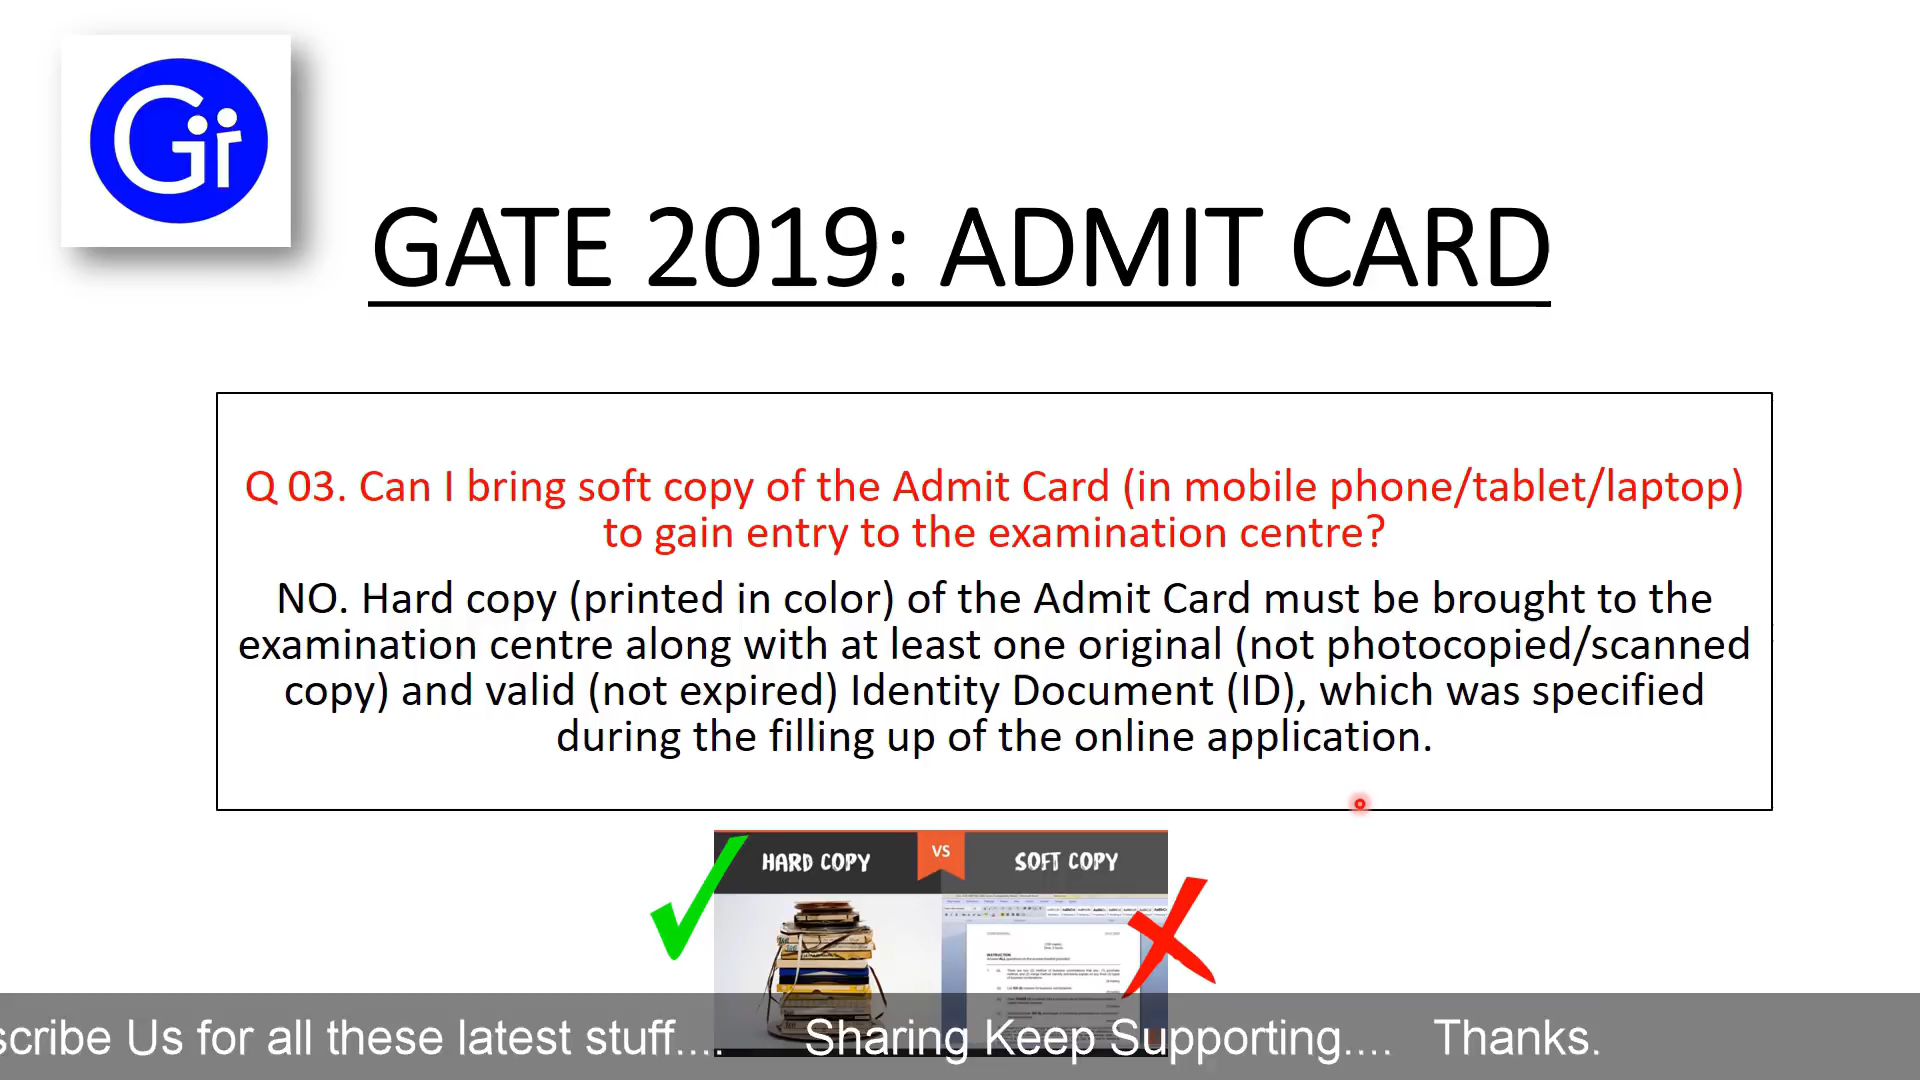 Gi
GATE 2019: ADMIT CARD
Q 03. Can I bring soft copy of the Admit Card (in mobile phone/tablet/laptop)
to gain entry to the examination centre?
NO. Hard copy (printed in color) of the Admit Card must be brought to the
examination centre along with at least one original (not photocopied/scanned
copy) and valid (not expired) Identity Document (ID), which was specified
during the filling up of the online application.
HARD COPY VS SOFT COPY
INSTRUCTION
scribe Us for all these latest stuff.... Sharing Keep Supporting.... Thanks.